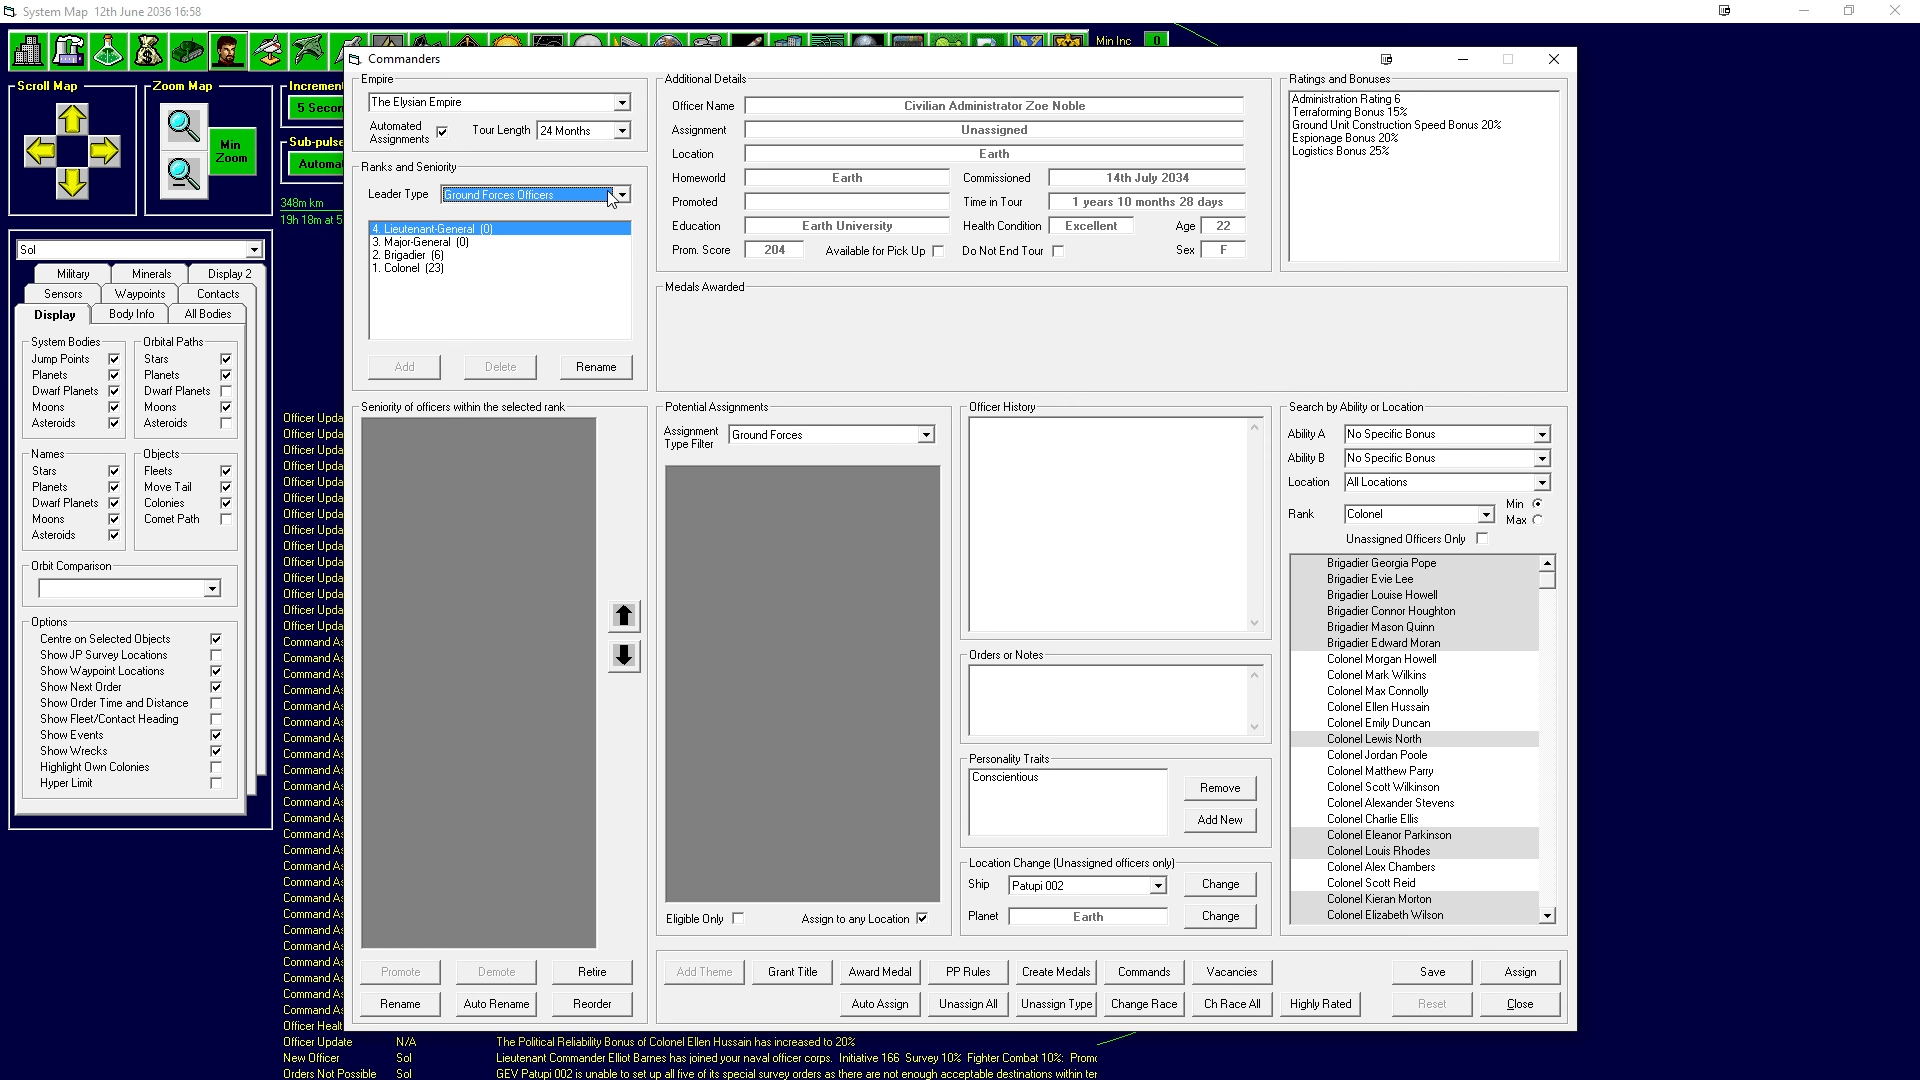 System Map  12th June 2036 16:58
Min Inc
0
Scroll Map
Zoom Map
Min
Zoom
5 Secon
348m km
Sol
Military
Minerals
Display 2
Sensors
Waypoints
Contacts
Display
Body Info
All Bodies
System Bodies
Jump Points
Planets
Dwarf Planets
Moons
Asteroids
Orbital Paths
Stars
Planets
Dwarf Planets
Moons
Asteroids
Names
Stars
Planets
Dwarf Planets
Moons
Asteroids
Objects
Fleets
Move Tail
Colonies
Comet Path
Orbit Comparison
Options
Centre on Selected Objects
Show JP Survey Locations
Show Waypoint Locations
Show Next Order
Show Order Time and Distance
Show Fleet/Contact Heading
Show Events
Show Wrecks
Highlight Own Colonies
Hyper Limit
Commanders
Empire
The Elysian Empire
Automated
Assignments
Tour Length
24 Months
Ranks and Seniority
Leader Type
Ground Forces Officers
4. Lieutenant-General  (0)
3. Major-General  (0)
2. Brigadier  (6)
1. Colonel  (23)
Add
Delete
Rename
Seniority of officers within the selected rank
Promote
Demote
Retire
Rename
Auto Rename
Reorder
Additional Details
Officer Name
Civilian Administrator Zoe Noble
Assignment
Unassigned
Location
Earth
Homeworld
Earth
Commissioned
14th July 2034
Promoted
Time in Tour
1 years 10 months 28 days
Education
Earth University
Health Condition
Excellent
Age
22
Prom. Score
204
Available for Pick Up
Do Not End Tour
Sex
F
Ratings and Bonuses
Administration Rating 6
Terraforming Bonus 15%
Ground Unit Construction Speed Bonus 20%
Espionage Bonus 20%
Logistics Bonus 25%
Medals Awarded
Potential Assignments
Assignment
Type Filter
Ground Forces
Eligible Only
Assign to any Location
Officer History
Orders or Notes
Personality Traits
Conscientious
Remove
Add New
Location Change (Unassigned officers only)
Ship
Patupi 002
Change
Planet
Earth
Change
Search by Ability or Location
Ability A
No Specific Bonus
Ability B
No Specific Bonus
Location
All Locations
Rank
Colonel
Min
Max
Unassigned Officers Only
Brigadier Georgia Pope
Brigadier Evie Lee
Brigadier Louise Howell
Brigadier Connor Houghton
Brigadier Mason Quinn
Brigadier Edward Moran
Colonel Morgan Howell
Colonel Mark Wilkins
Colonel Max Connolly
Colonel Ellen Hussain
Colonel Emily Duncan
Colonel Lewis North
Colonel Jordan Poole
Colonel Matthew Parry
Colonel Scott Wilkinson
Colonel Alexander Stevens
Colonel Charlie Ellis
Colonel Eleanor Parkinson
Colonel Louis Rhodes
Colonel Alex Chambers
Colonel Scott Reid
Colonel Kieran Morton
Colonel Elizabeth Wilson
Add Theme
Grant Title
Award Medal
PP Rules
Create Medals
Commands
Vacancies
Save
Assign
Auto Assign
Unassign All
Unassign Type
Change Race
Ch Race All
Highly Rated
Reset
Close
Officer Update
N/A
The Political Reliability Bonus of Colonel Ellen Hussain has increased to 20%
New Officer
Sol
Lieutenant Commander Elliot Barnes has joined your naval officer corps.  Initiative 166  Survey 10%  Fighter Combat 10%:  Promo
Orders Not Possible
Sol
GEV Patupi 002 is unable to set up all five of its special survey orders as there are not enough acceptable destinations within ten